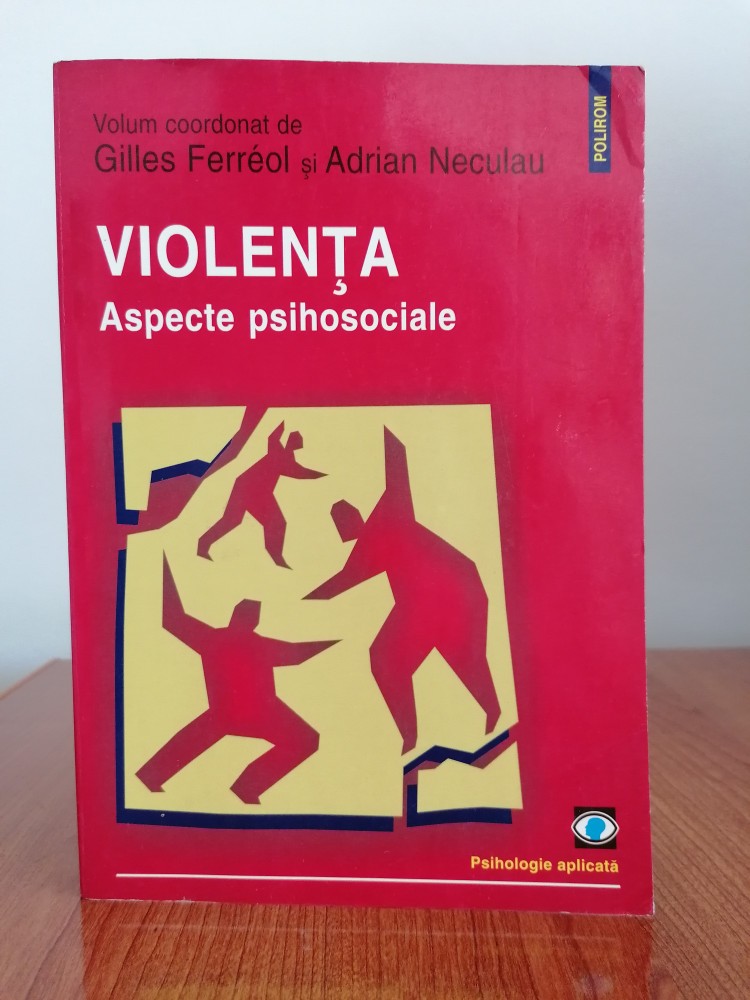 POLIROM
Volum coordonat de
Gilles Ferréol şi Adrian Neculau
VIOLENŢA
Aspecte psihosociale
Psihologie aplicată